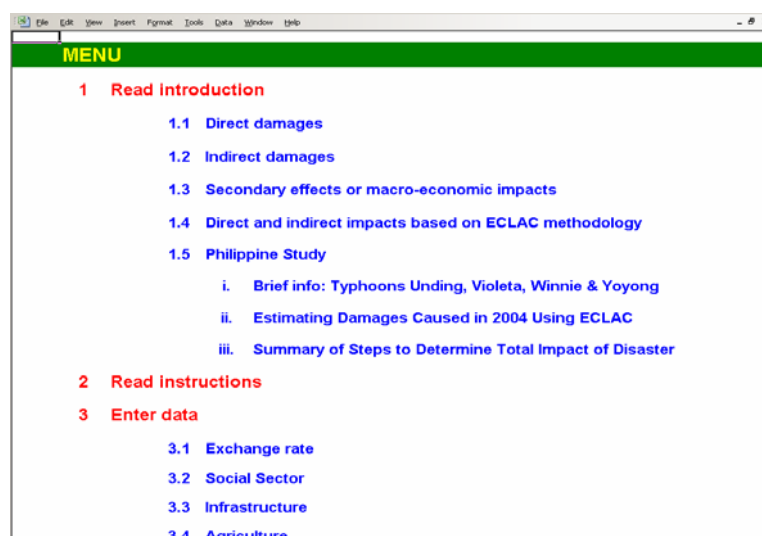 File Edit View Insert Format Tools Data Window Help
MENU
1 Read introduction
1.1 Direct damages
1.2 Indirect damages
1.3 Secondary effects or macro-economic impacts
1.4 Direct and indirect impacts based on ECLAC methodology
1.5 Philippine Study
i. Brief info: Typhoons Unding, Violeta, Winnie & Yoyong
ii. Estimating Damages Caused in 2004 Using ECLAC
iii. Summary of Steps to Determine Total Impact of Disaster
2 Read instructions
3 Enter data
3.1 Exchange rate
3.2 Social Sector
3.3 Infrastructure
3.4 Agriculture